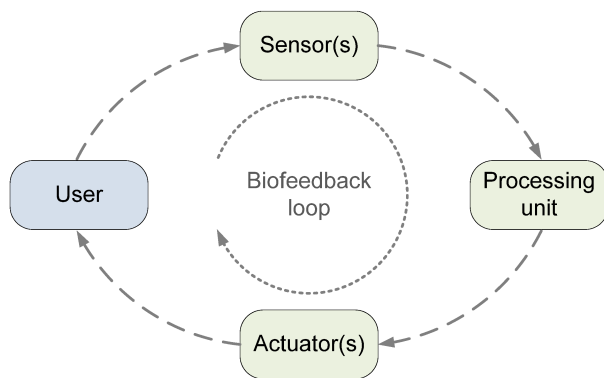 Sensor(s)
User
Biofeedback
loop
Processing
unit
Actuator(s)